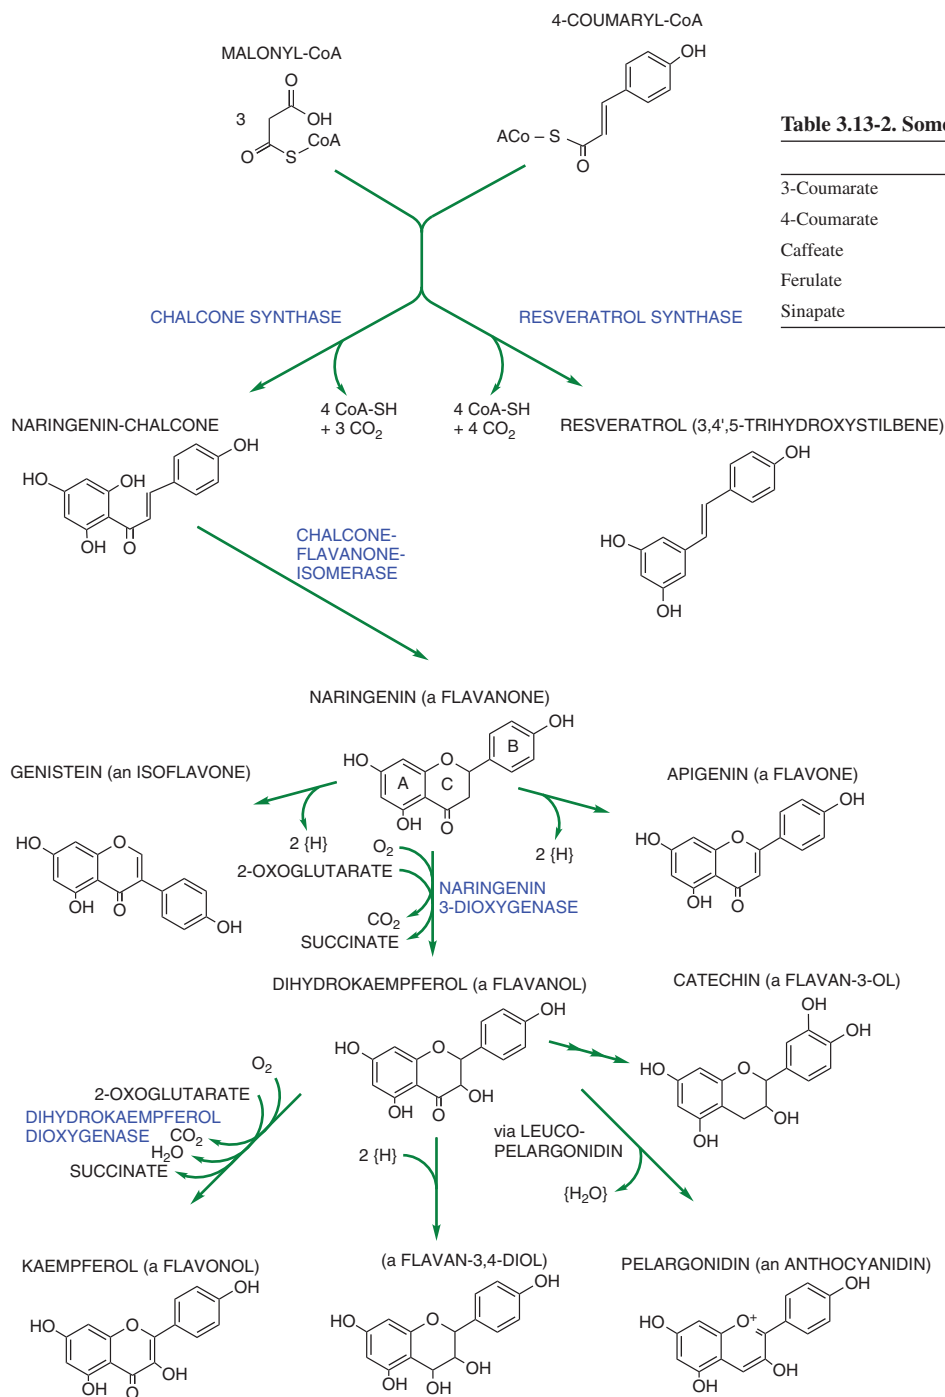 4-COUMARYL-CoA
MALONYL-CoA
OH
O
OH
3
O
S
CoA
ACo – S
O
Table 3.13-2. Some
3-Coumarate
4-Coumarate
Caffeate
Ferulate
Sinapate
CHALCONE SYNTHASE
RESVERATROL SYNTHASE
4 CoA-SH
+ 3 CO2
4 CoA-SH
+ 4 CO2
NARINGENIN-CHALCONE
RESVERATROL (3,4',5-TRIHYDROXYSTILBENE)
OH
HO
OH
OH
O
OH
HO
OH
CHALCONE-
FLAVANONE-
ISOMERASE
NARINGENIN (a FLAVANONE)
OH
B
HO
O
A
C
OH
O
GENISTEIN (an ISOFLAVONE)
2 {H}
HO
O
OH
O
OH
APIGENIN (a FLAVONE)
2 {H}
OH
HO
O
OH
O
O2
2-OXOGLUTARATE
NARINGENIN
3-DIOXYGENASE
CO2
SUCCINATE
DIHYDROKAEMPFEROL (a FLAVANOL)
OH
HO
O
OH
O
OH
CATECHIN (a FLAVAN-3-OL)
OH
OH
HO
O
OH
OH
O2
2-OXOGLUTARATE
DIHYDROKAEMPFEROL
DIOXYGENASE
CO2
H2O
SUCCINATE
2 {H}
via LEUCO-
PELARGONIDIN
{H2O}
KAEMPFEROL (a FLAVONOL)
OH
HO
O
OH
O
OH
(a FLAVAN-3,4-DIOL)
OH
HO
O
OH
OH
OH
PELARGONIDIN (an ANTHOCYANIDIN)
OH
HO
O+
OH
OH